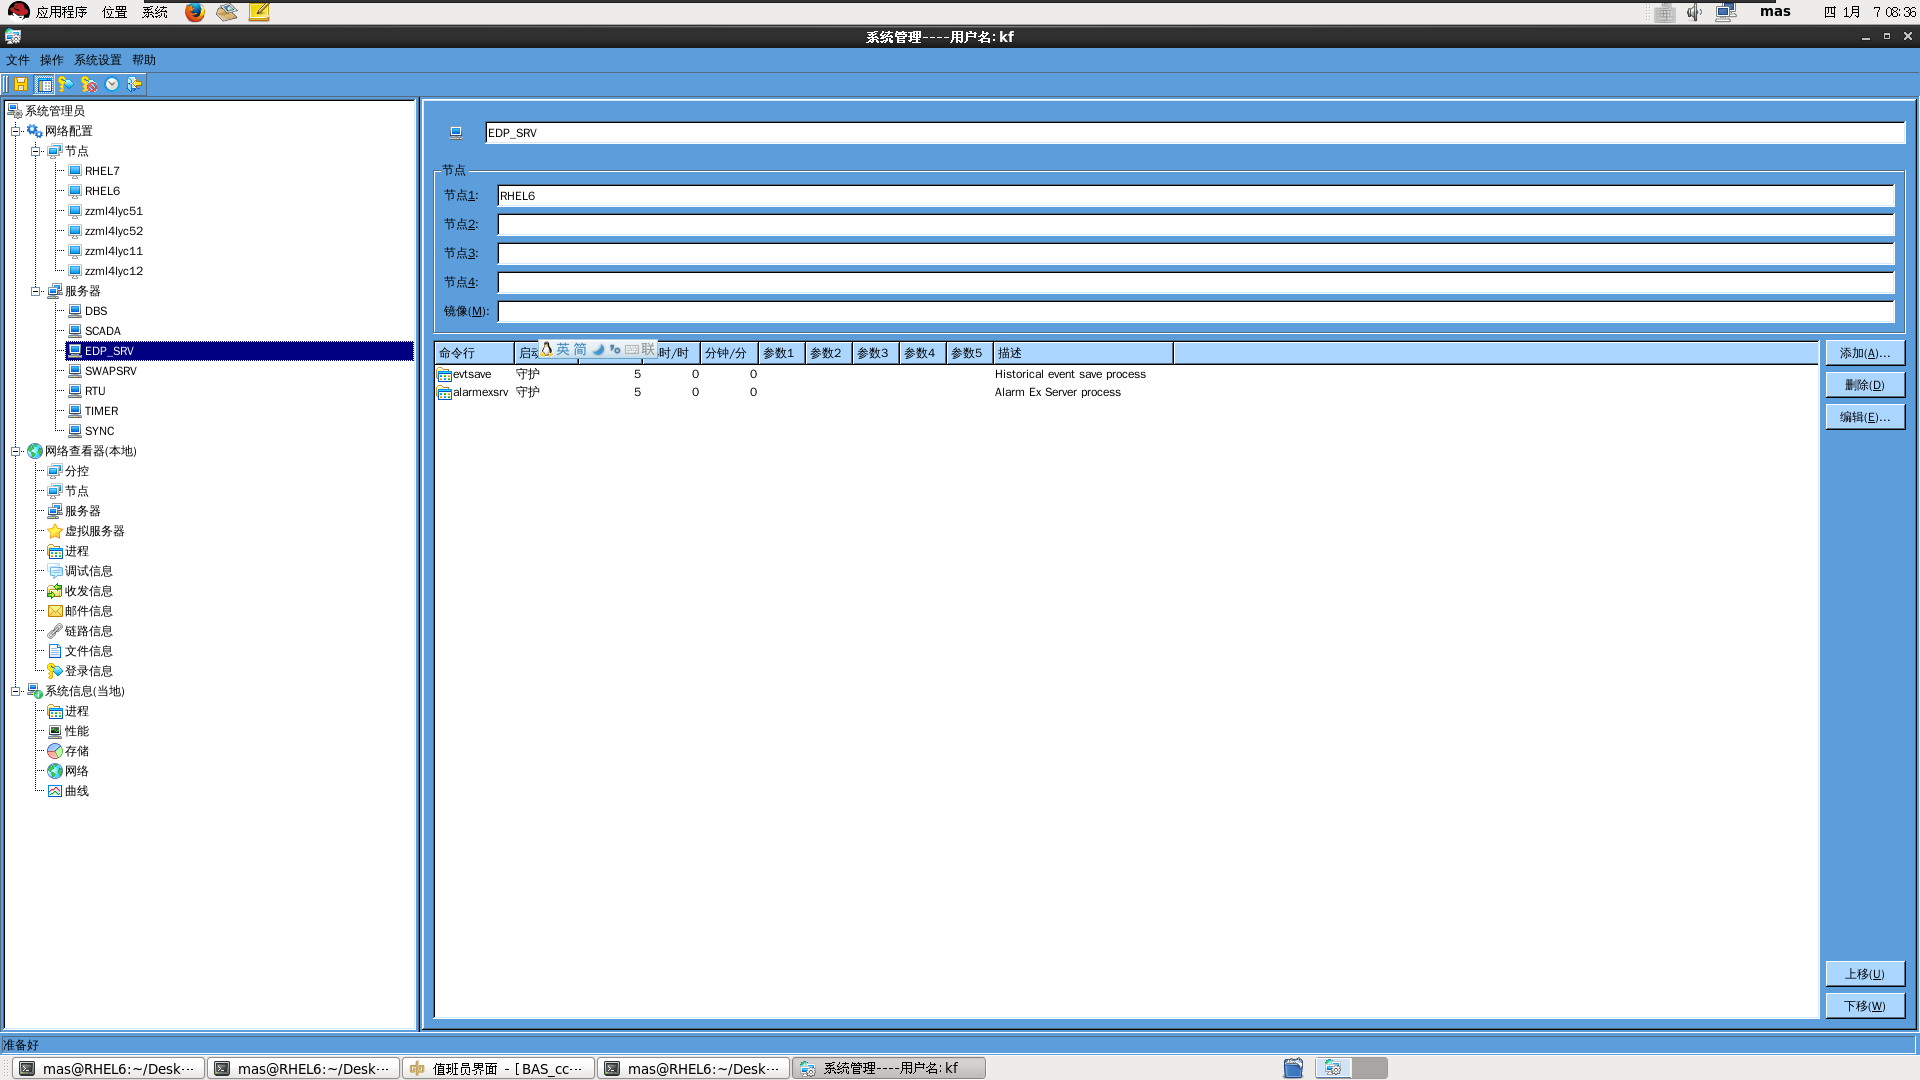 应用程序 位置 系统 mas 四 1月 7 08:36
系统管理----用户名: kf
文件 操作 系统设置 帮助
系统管理员
网络配置
节点
RHEL7
RHEL6
zzml4lyc51
zzml4lyc52
zzml4lyc11
zzml4lyc12
服务器
DBS
SCADA
EDP_SRV
SWAPSRV
RTU
TIMER
SYNC
网络查看器(本地)
分控
节点
服务器
虚拟服务器
进程
调试信息
收发信息
邮件信息
链路信息
文件信息
登录信息
系统信息(当地)
进程
性能
存储
网络
曲线
EDP_SRV
节点
节点1: RHEL6
节点2:
节点3:
节点4:
镜像(M):
命令行 启动 英 简 联 时/时 分钟/分 参数1 参数2 参数3 参数4 参数5 描述
evtsave 守护 5 0 0 Historical event save process
alarmexsrv 守护 5 0 0 Alarm Ex Server process
添加(A)...
删除(D)
编辑(E)...
上移(U)
下移(W)
准备好
mas@RHEL6:~/Desk··· mas@RHEL6:~/Desk··· 值班员界面 - [BAS_cc··· mas@RHEL6:~/Desk··· 系统管理----用户名: kf